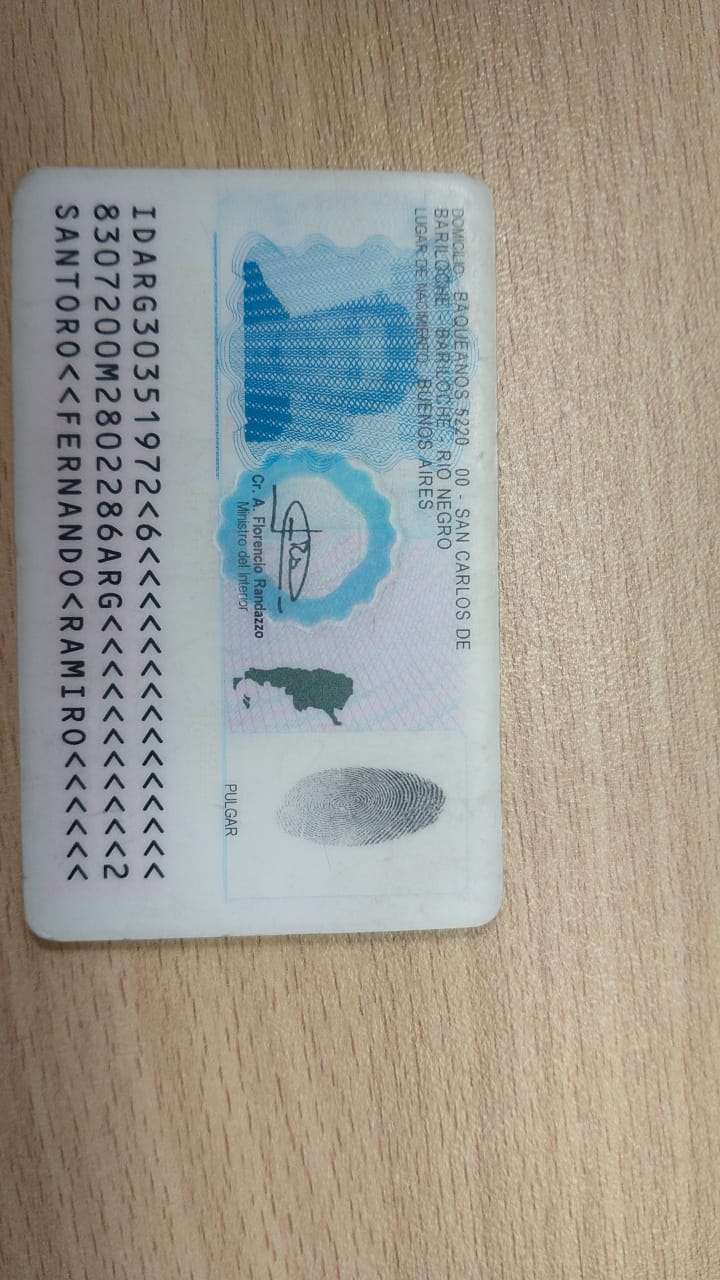 DOMICILIO: BAQUEANOS 5220 00 - SAN CARLOS DE
BARILOCHE - BARILOCHE - RIO NEGRO
LUGAR DE NACIMIENTO: BUENOS AIRES
Cr. A. Florencio Randazzo
Ministro del Interior
PULGAR
IDARG30351972<6<<<<<<<<<<<<<<<
8307200M2802286ARG<<<<<<<<<<<2
SANTORO<<FERNANDO<RAMIRO<<<<<<